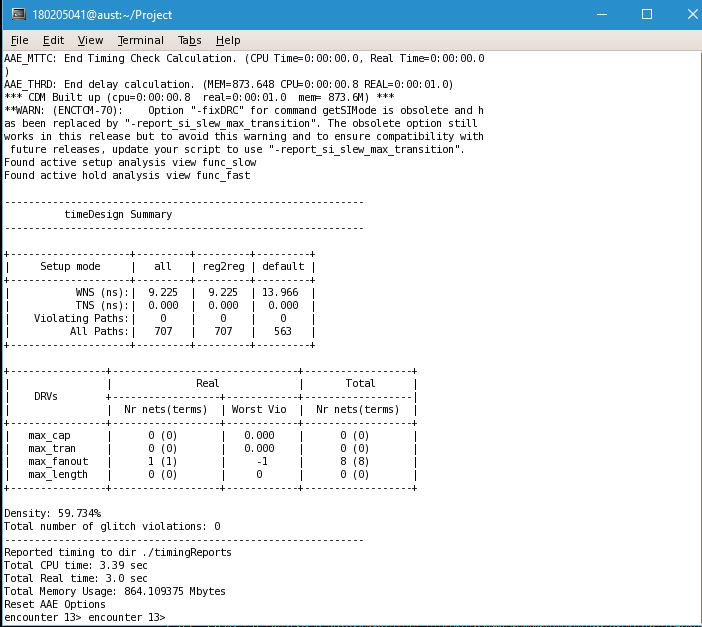 180205041@aust:~/Project
File Edit View Terminal Tabs Help
AAE_MTTC: End Timing Check Calculation. (CPU Time=0:00:00.0, Real Time=0:00:00.0
)
AAE_THRD: End delay calculation. (MEM=873.648 CPU=0:00:00.8 REAL=0:00:01.0)
*** CDM Built up (cpu=0:00:00.8  real=0:00:01.0  mem= 873.6M) ***
**WARN: (ENCTCM-70):    Option "-fixDRC" for command getSIMode is obsolete and h
as been replaced by "-report_si_slew_max_transition". The obsolete option still
works in this release but to avoid this warning and to ensure compatibility with
 future releases, update your script to use "-report_si_slew_max_transition".
Found active setup analysis view func_slow
Found active hold analysis view func_fast
------------------------------------------------------------
          timeDesign Summary
------------------------------------------------------------
+--------------------+---------+---------+---------+
|     Setup mode     |   all   | reg2reg | default |
+--------------------+---------+---------+---------+
|           WNS (ns):|  9.225  |  9.225  | 13.966  |
|           TNS (ns):|  0.000  |  0.000  |  0.000  |
|    Violating Paths:|    0    |    0    |    0    |
|          All Paths:|   707   |   707   |   563   |
+--------------------+---------+---------+---------+
+----------------+-------------------------------+------------------+
|                |              Real             |       Total      |
|    DRVs        +------------------+------------+------------------|
|                |  Nr nets(terms)  | Worst Vio  |  Nr nets(terms)  |
+----------------+------------------+------------+------------------+
|   max_cap      |      0 (0)       |   0.000    |      0 (0)       |
|   max_tran     |      0 (0)       |   0.000    |      0 (0)       |
|   max_fanout   |      1 (1)       |     -1     |      8 (8)       |
|   max_length   |      0 (0)       |     0      |      0 (0)       |
+----------------+------------------+------------+------------------+
Density: 59.734%
Total number of glitch violations: 0
------------------------------------------------------------
Reported timing to dir ./timingReports
Total CPU time: 3.39 sec
Total Real time: 3.0 sec
Total Memory Usage: 864.109375 Mbytes
Reset AAE Options
encounter 13> encounter 13>